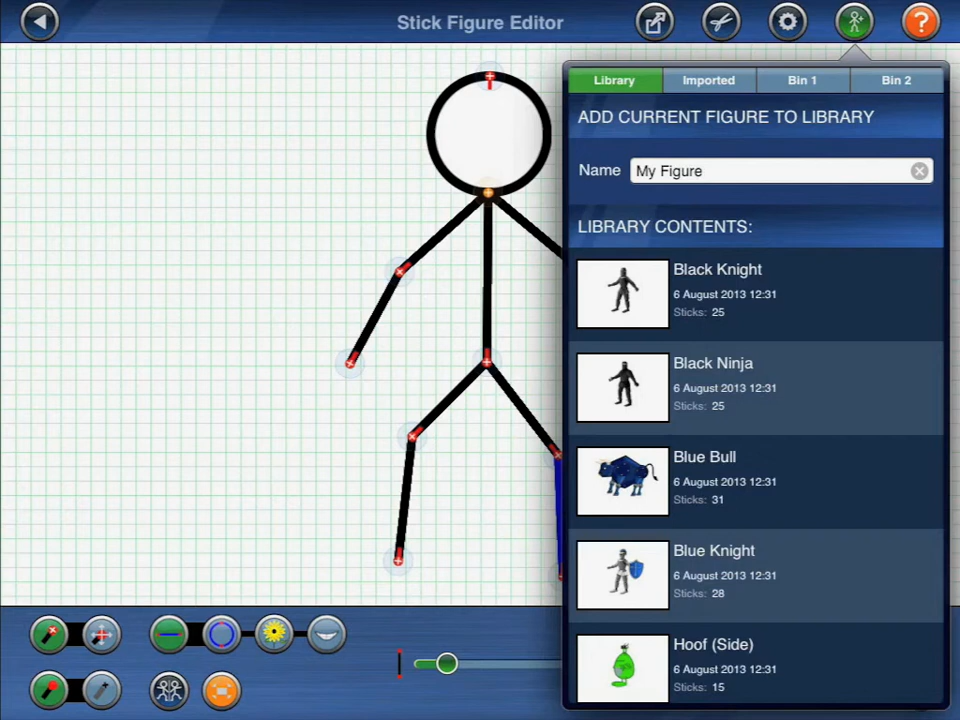 Stick Figure Editor
?
Library Imported Bin 1 Bin 2
ADD CURRENT FIGURE TO LIBRARY
Name My Figure
LIBRARY CONTENTS:
Black Knight
6 August 2013 12:31
Sticks: 25
Black Ninja
6 August 2013 12:31
Sticks: 25
Blue Bull
6 August 2013 12:31
Sticks: 31
Blue Knight
6 August 2013 12:31
Sticks: 28
Hoof (Side)
6 August 2013 12:31
Sticks: 15